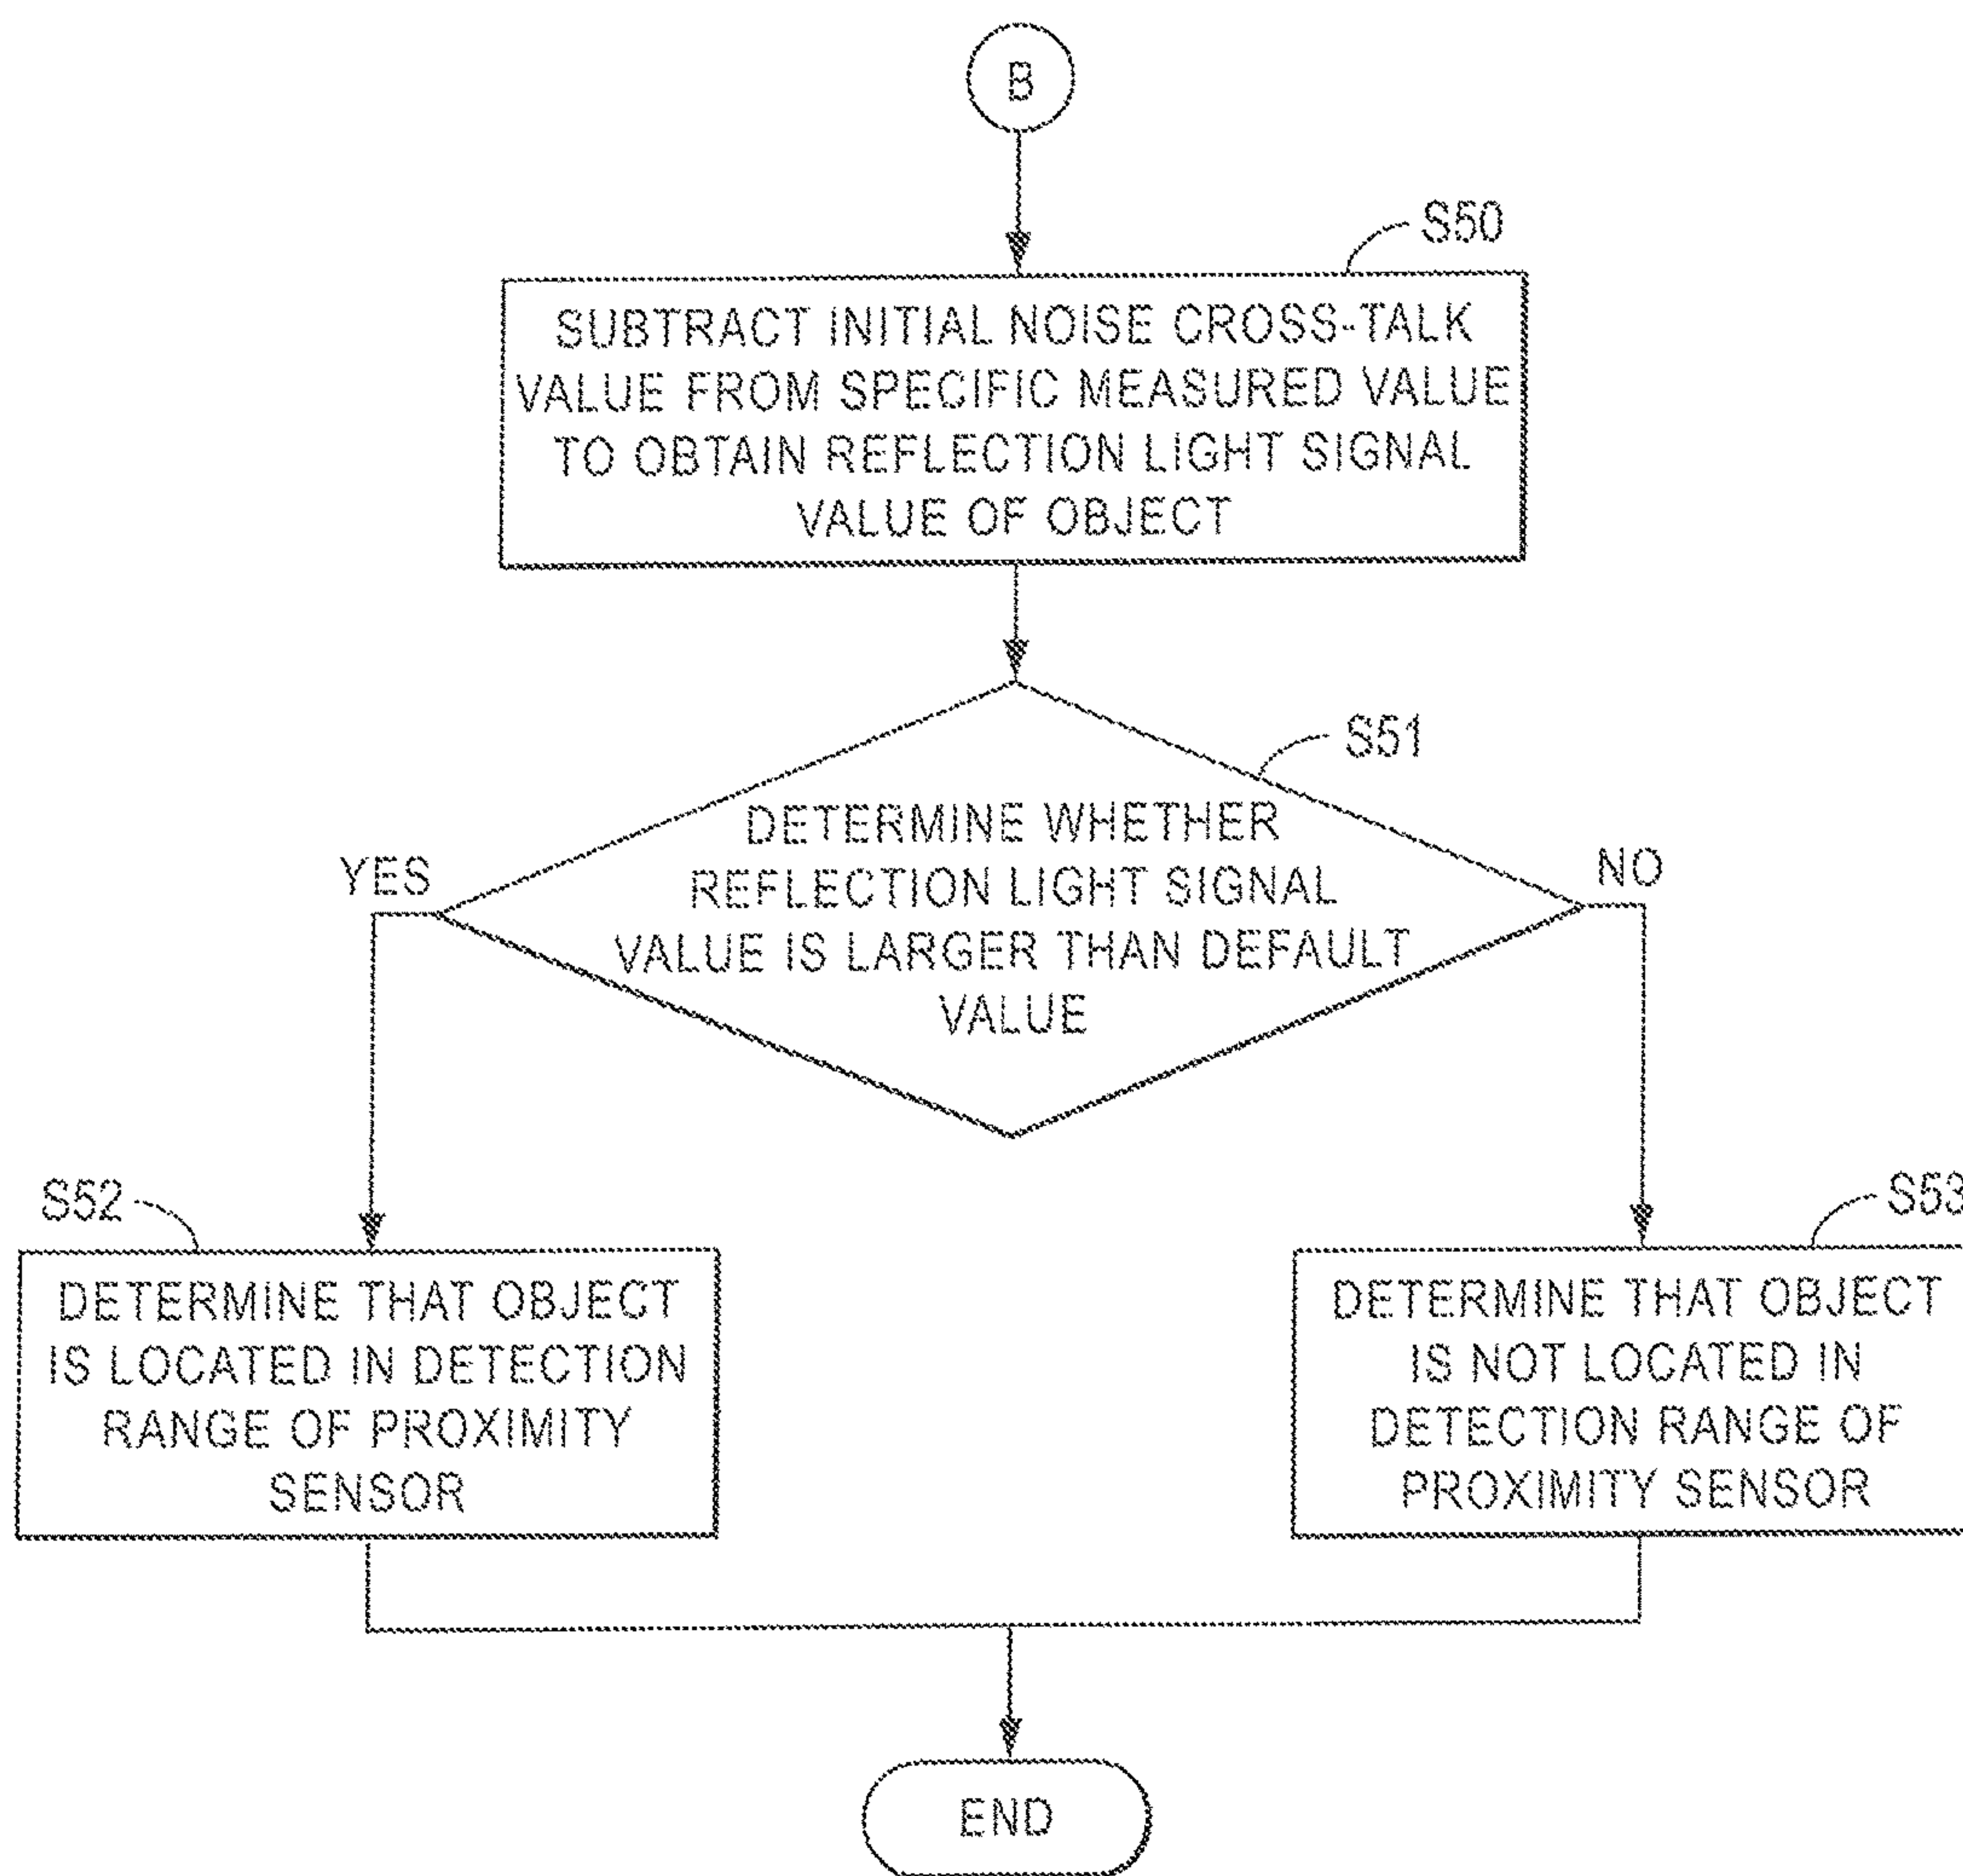 B
S50
SUBTRACT INITIAL NOISE CROSS-TALK
VALUE FROM SPECIFIC MEASURED VALUE
TO OBTAIN REFLECTION LIGHT SIGNAL
VALUE OF OBJECT
S51
DETERMINE WHETHER
REFLECTION LIGHT SIGNAL
VALUE IS LARGER THAN DEFAULT
VALUE
YES
NO
S52
DETERMINE THAT OBJECT
IS LOCATED IN DETECTION
RANGE OF PROXIMITY
SENSOR
S53
DETERMINE THAT OBJECT
IS NOT LOCATED IN
DETECTION RANGE OF
PROXIMITY SENSOR
END